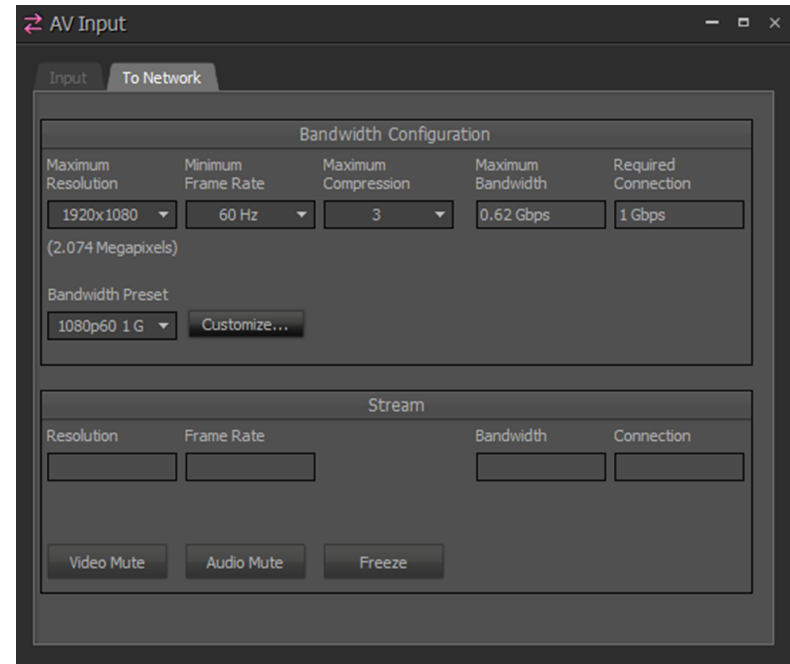 AV Input
Input To Network
Bandwidth Configuration
Maximum Resolution
Minimum Frame Rate
Maximum Compression
Maximum Bandwidth
Required Connection
1920x1080 60 Hz 3 0.62 Gbps 1 Gbps
(2.074 Megapixels)
Bandwidth Preset
1080p60 1 G Customize...
Stream
Resolution Frame Rate Bandwidth Connection
Video Mute Audio Mute Freeze